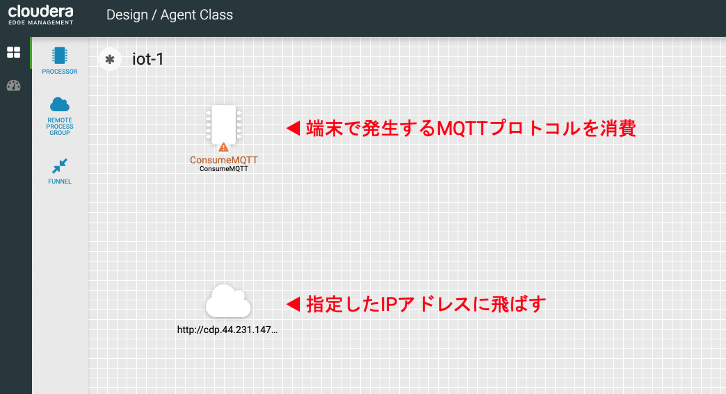 cloudera
EDGE MANAGEMENT
Design / Agent Class
iot-1
PROCESSOR
REMOTE
PROCESS
GROUP
FUNNEL
ConsumeMQTT
ConsumeMQTT
◀ 端末で発生するMQTTプロトコルを消費
http://cdp.44.231.147...
◀ 指定したIPアドレスに飛ばす